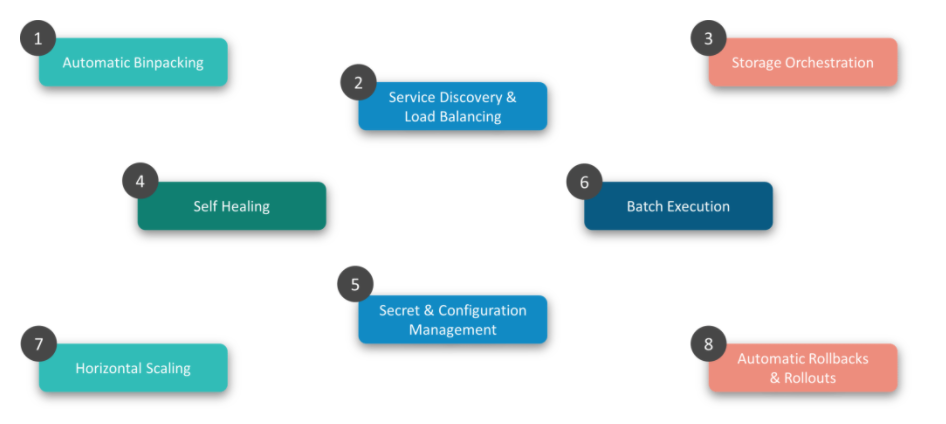 1
Automatic Binpacking
2
Service Discovery &
Load Balancing
3
Storage Orchestration
4
Self Healing
6
Batch Execution
5
Secret & Configuration
Management
7
Horizontal Scaling
8
Automatic Rollbacks
& Rollouts